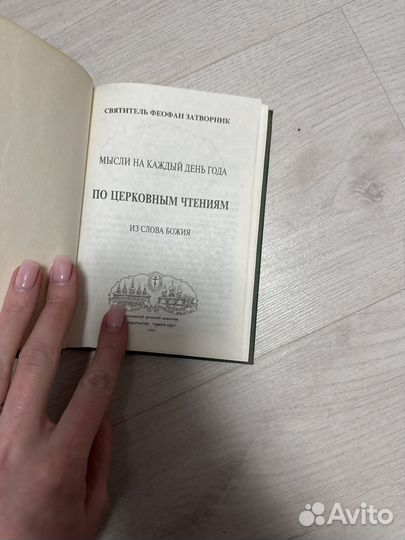 СВЯТИТЕЛЬ ФЕОФАН ЗАТВОРНИК
МЫСЛИ НА КАЖДЫЙ ДЕНЬ ГОДА
ПО ЦЕРКОВНЫМ ЧТЕНИЯМ
ИЗ СЛОВА БОЖИЯ
Avito